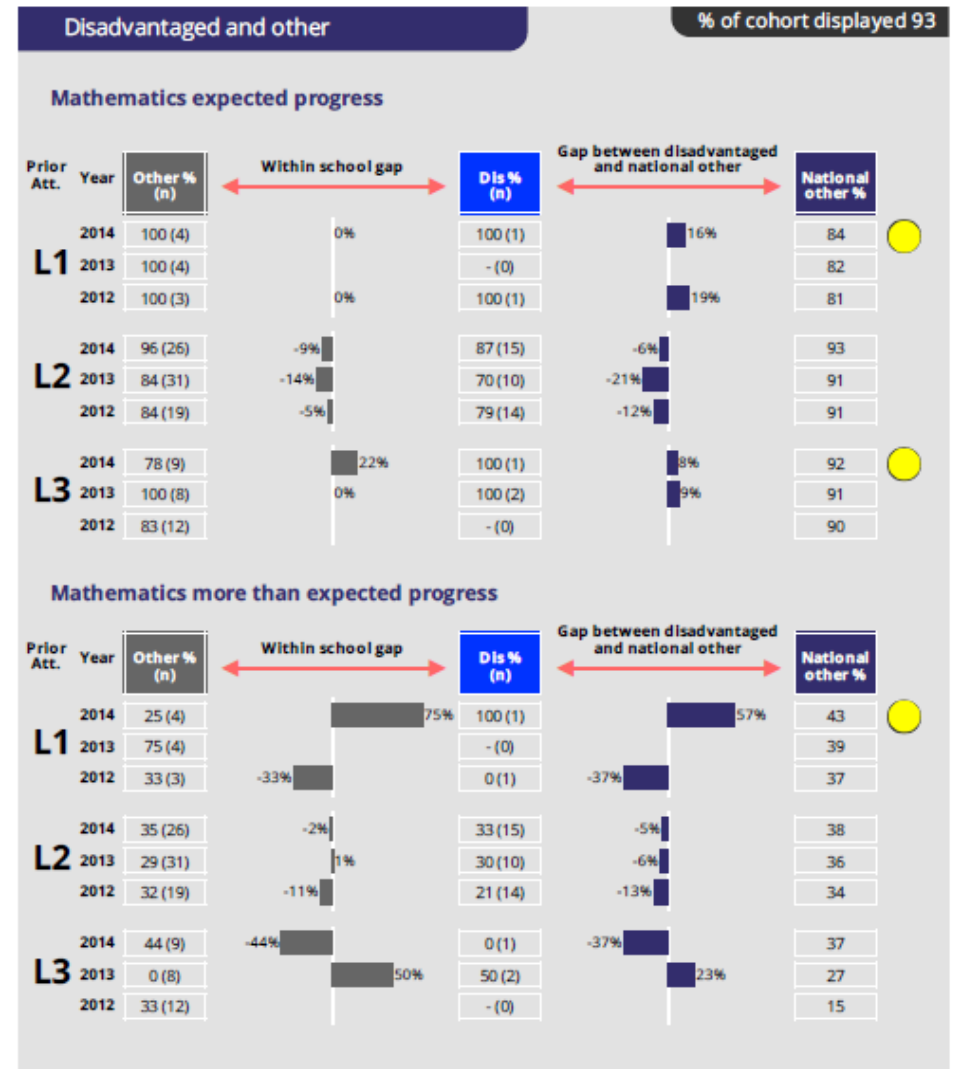 Disadvantaged and other
% of cohort displayed 93
Mathematics expected progress
Prior Att. Year Other % (n) Within school gap Dis % (n) Gap between disadvantaged and national other National other %
L1
2014 100 (4) 0% 100 (1) 16% 84
2013 100 (4) - (0) 82
2012 100 (3) 0% 100 (1) 19% 81
L2
2014 96 (26) -9% 87 (15) -6% 93
2013 84 (31) -14% 70 (10) -21% 91
2012 84 (19) -5% 79 (14) -12% 91
L3
2014 78 (9) 22% 100 (1) 8% 92
2013 100 (8) 0% 100 (2) 9% 91
2012 83 (12) - (0) 90
Mathematics more than expected progress
Prior Att. Year Other % (n) Within school gap Dis % (n) Gap between disadvantaged and national other National other %
L1
2014 25 (4) 75% 100 (1) 57% 43
2013 75 (4) - (0) 39
2012 33 (3) -33% 0 (1) -37% 37
L2
2014 35 (26) -2% 33 (15) -5% 38
2013 29 (31) 1% 30 (10) -6% 36
2012 32 (19) -11% 21 (14) -13% 34
L3
2014 44 (9) -44% 0 (1) -37% 37
2013 0 (8) 50% 50 (2) 23% 27
2012 33 (12) - (0) 15